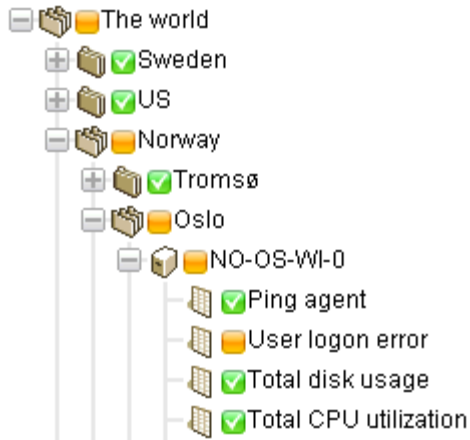 The world
Sweden
US
Norway
Tromsø
Oslo
NO-OS-WI-0
Ping agent
User logon error
Total disk usage
Total CPU utilization